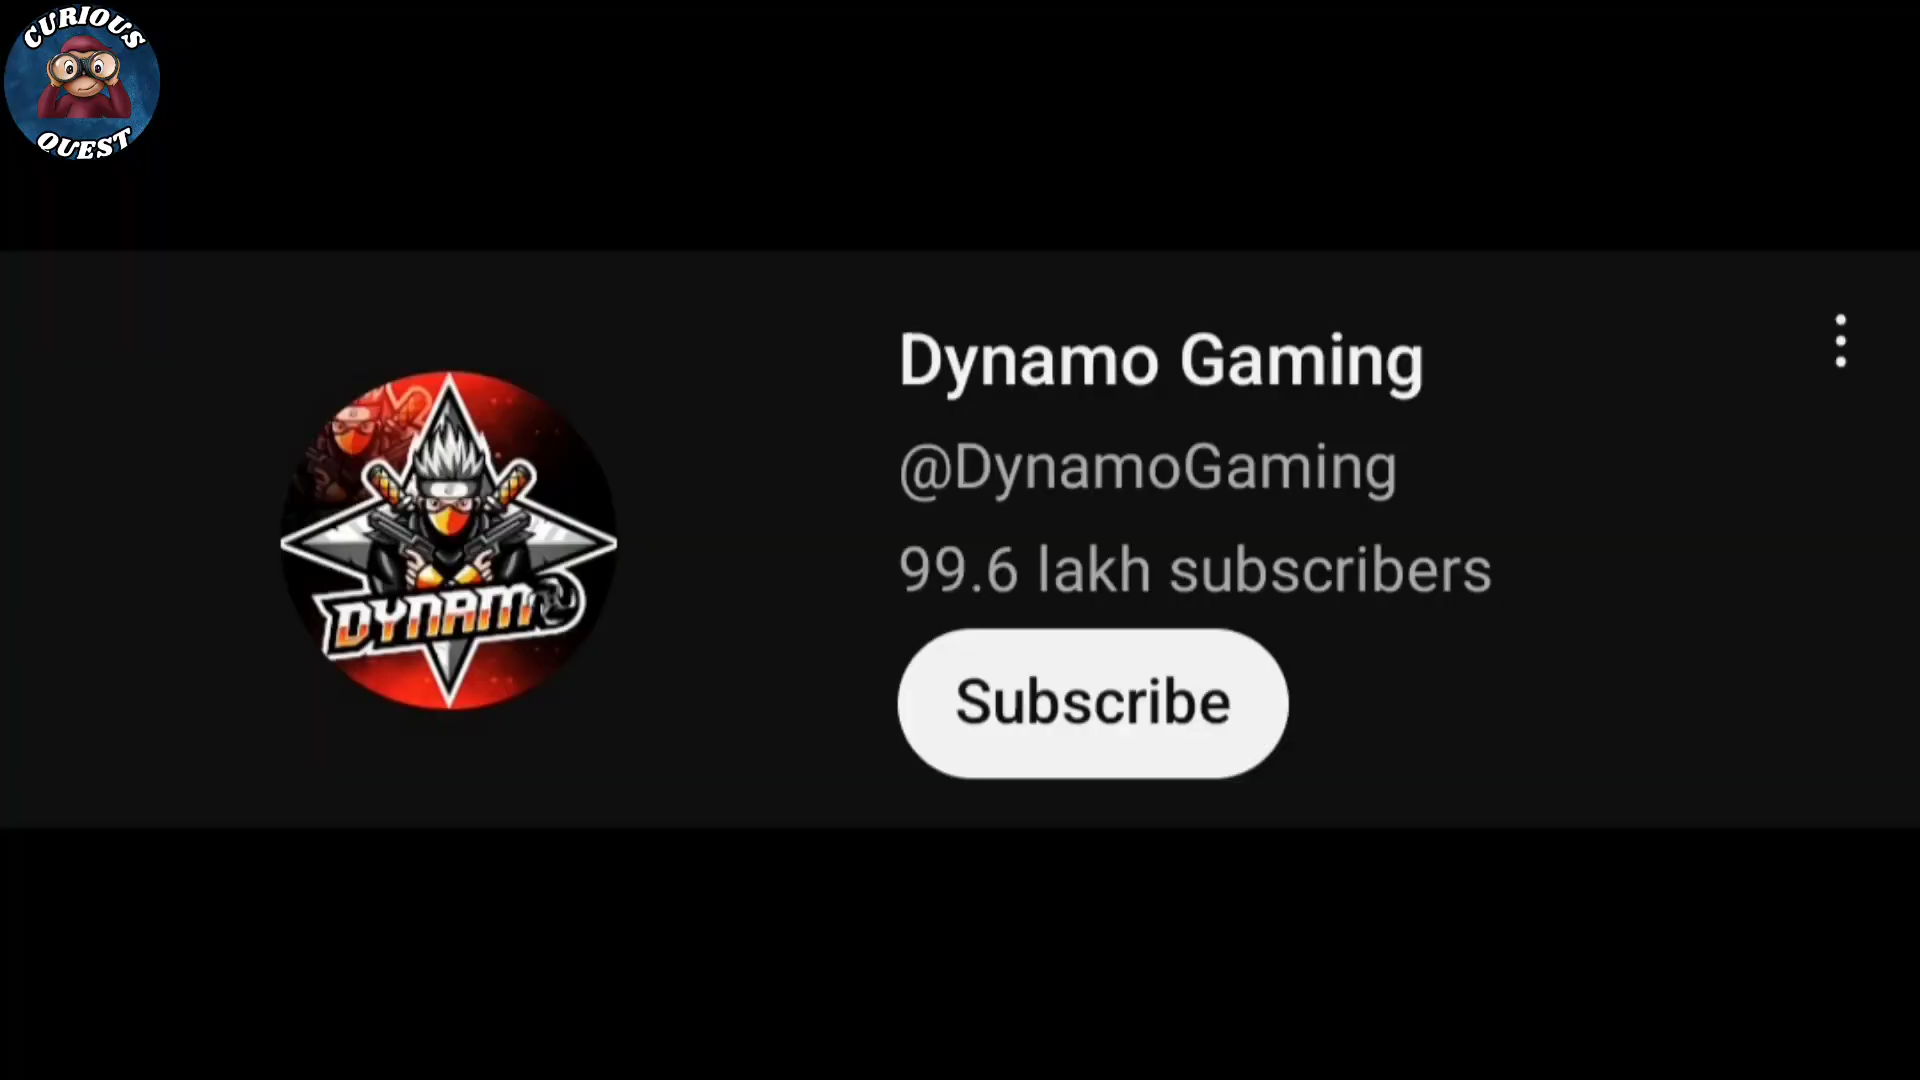 CURIOUS
QUEST
Dynamo Gaming
@DynamoGaming
99.6 lakh subscribers
DYNAMO
Subscribe